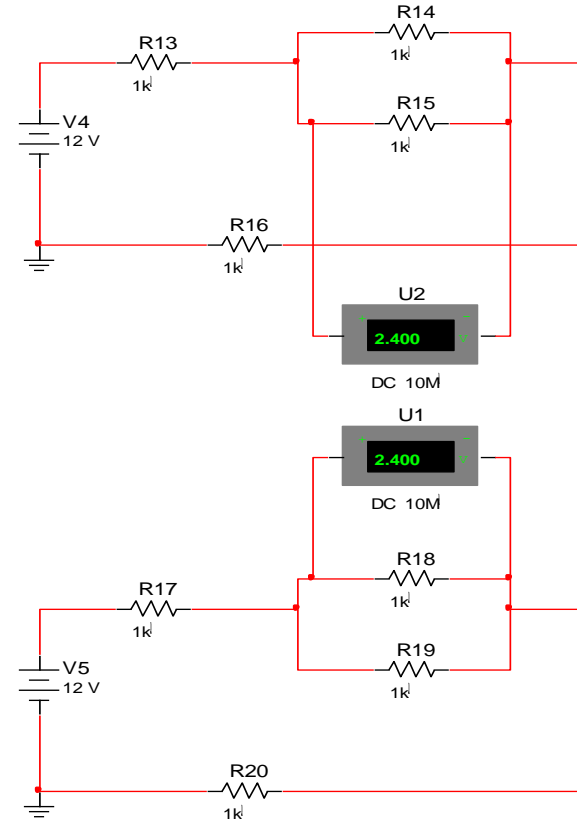 R14
R13
1k
1k
R15
V4
12 V
1k
R16
1k
U2
+ -
2.400 V
DC 10M
U1
+ -
2.400 V
DC 10M
R18
R17
1k
1k
R19
V5
12 V
1k
R20
1k